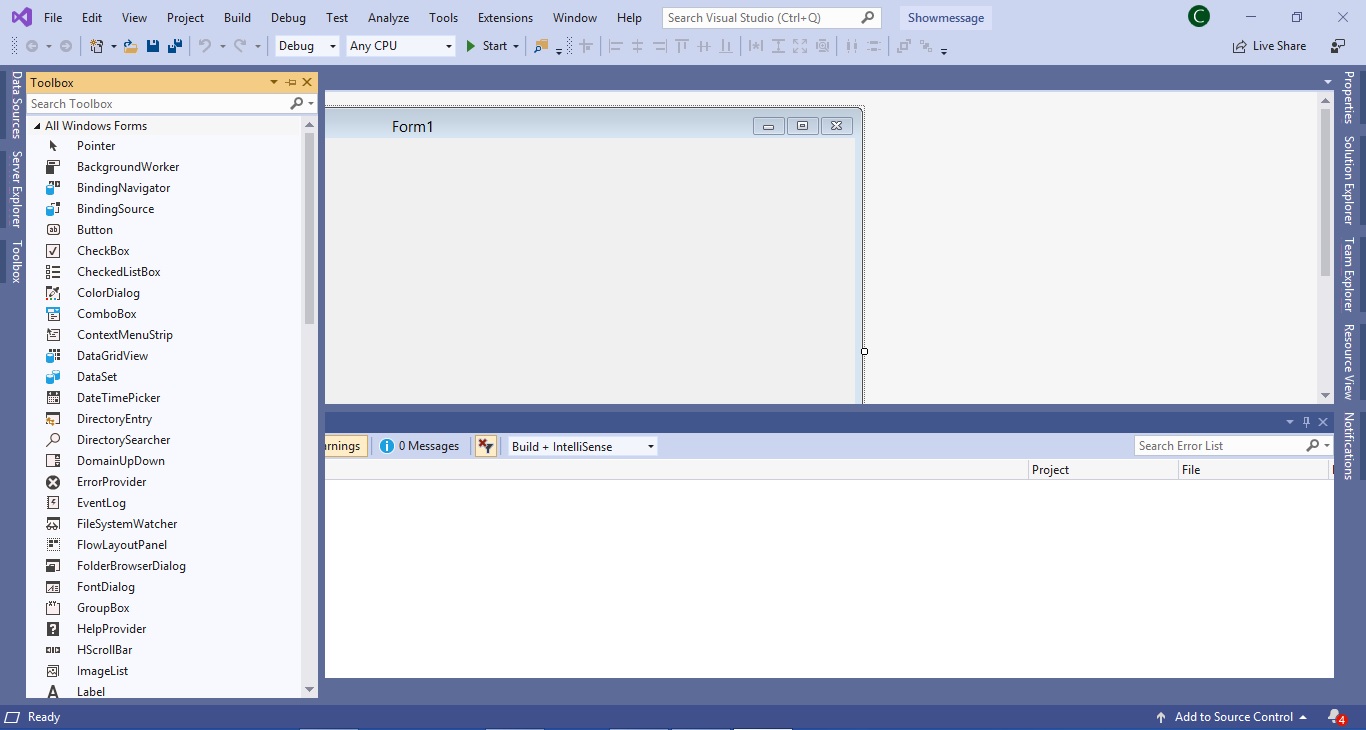 File Edit View Project Build Debug Test Analyze Tools Extensions Window Help Search Visual Studio (Ctrl+Q) Showmessage C
Debug Any CPU Start Live Share
Toolbox
Search Toolbox
All Windows Forms
Pointer
BackgroundWorker
BindingNavigator
BindingSource
Button
CheckBox
CheckedListBox
ColorDialog
ComboBox
ContextMenuStrip
DataGridView
DataSet
DateTimePicker
DirectoryEntry
DirectorySearcher
DomainUpDown
ErrorProvider
EventLog
FileSystemWatcher
FlowLayoutPanel
FolderBrowserDialog
FontDialog
GroupBox
HelpProvider
HScrollBar
ImageList
Label
Data Sources
Server Explorer
Toolbox
Form1
0 Messages Build + IntelliSense Search Error List
Project File
Properties
Solution Explorer
Team Explorer
Resource View
Notifications
Ready Add to Source Control 4